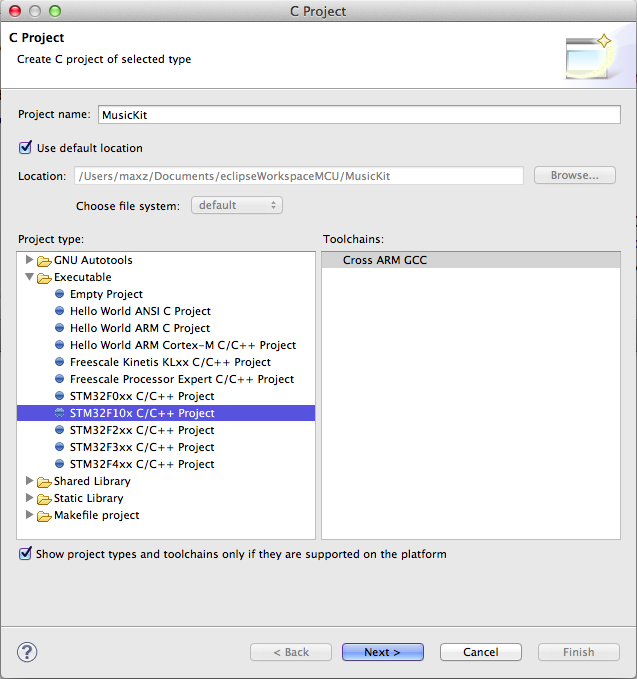 C Project
C Project
Create C project of selected type
Project name: MusicKit
Use default location
Location: /Users/maxz/Documents/eclipseWorkspaceMCU/MusicKit Browse...
Choose file system: default
Project type: Toolchains:
GNU Autotools Cross ARM GCC
Executable
Empty Project
Hello World ANSI C Project
Hello World ARM C Project
Hello World ARM Cortex-M C/C++ Project
Freescale Kinetis KLxx C/C++ Project
Freescale Processor Expert C/C++ Project
STM32F0xx C/C++ Project
STM32F10x C/C++ Project
STM32F2xx C/C++ Project
STM32F3xx C/C++ Project
STM32F4xx C/C++ Project
Shared Library
Static Library
Makefile project
Show project types and toolchains only if they are supported on the platform
? < Back Next > Cancel Finish